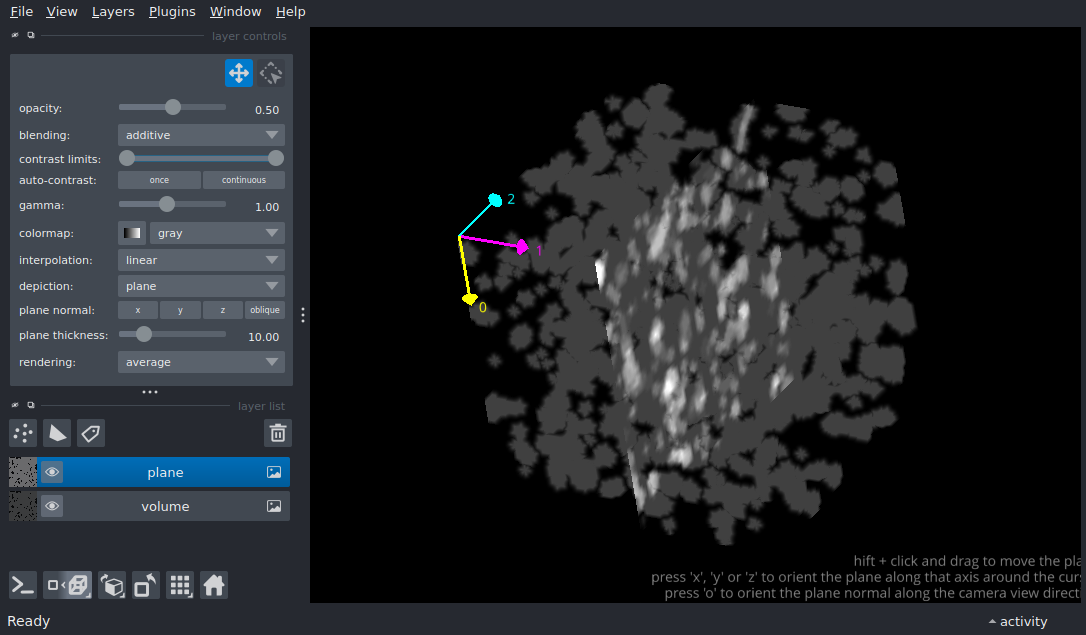 File View Layers Plugins Window Help
layer controls
opacity: 0.50
blending: additive
contrast limits:
auto-contrast: once continuous
gamma: 1.00
colormap: gray
interpolation: linear
depiction: plane
plane normal: x y z oblique
plane thickness: 10.00
rendering: average
layer list
plane
volume
2
1
0
hift + click and drag to move the pla
press 'x', 'y' or 'z' to orient the plane along that axis around the curs
press 'o' to orient the plane normal along the camera view directi
Ready
activity